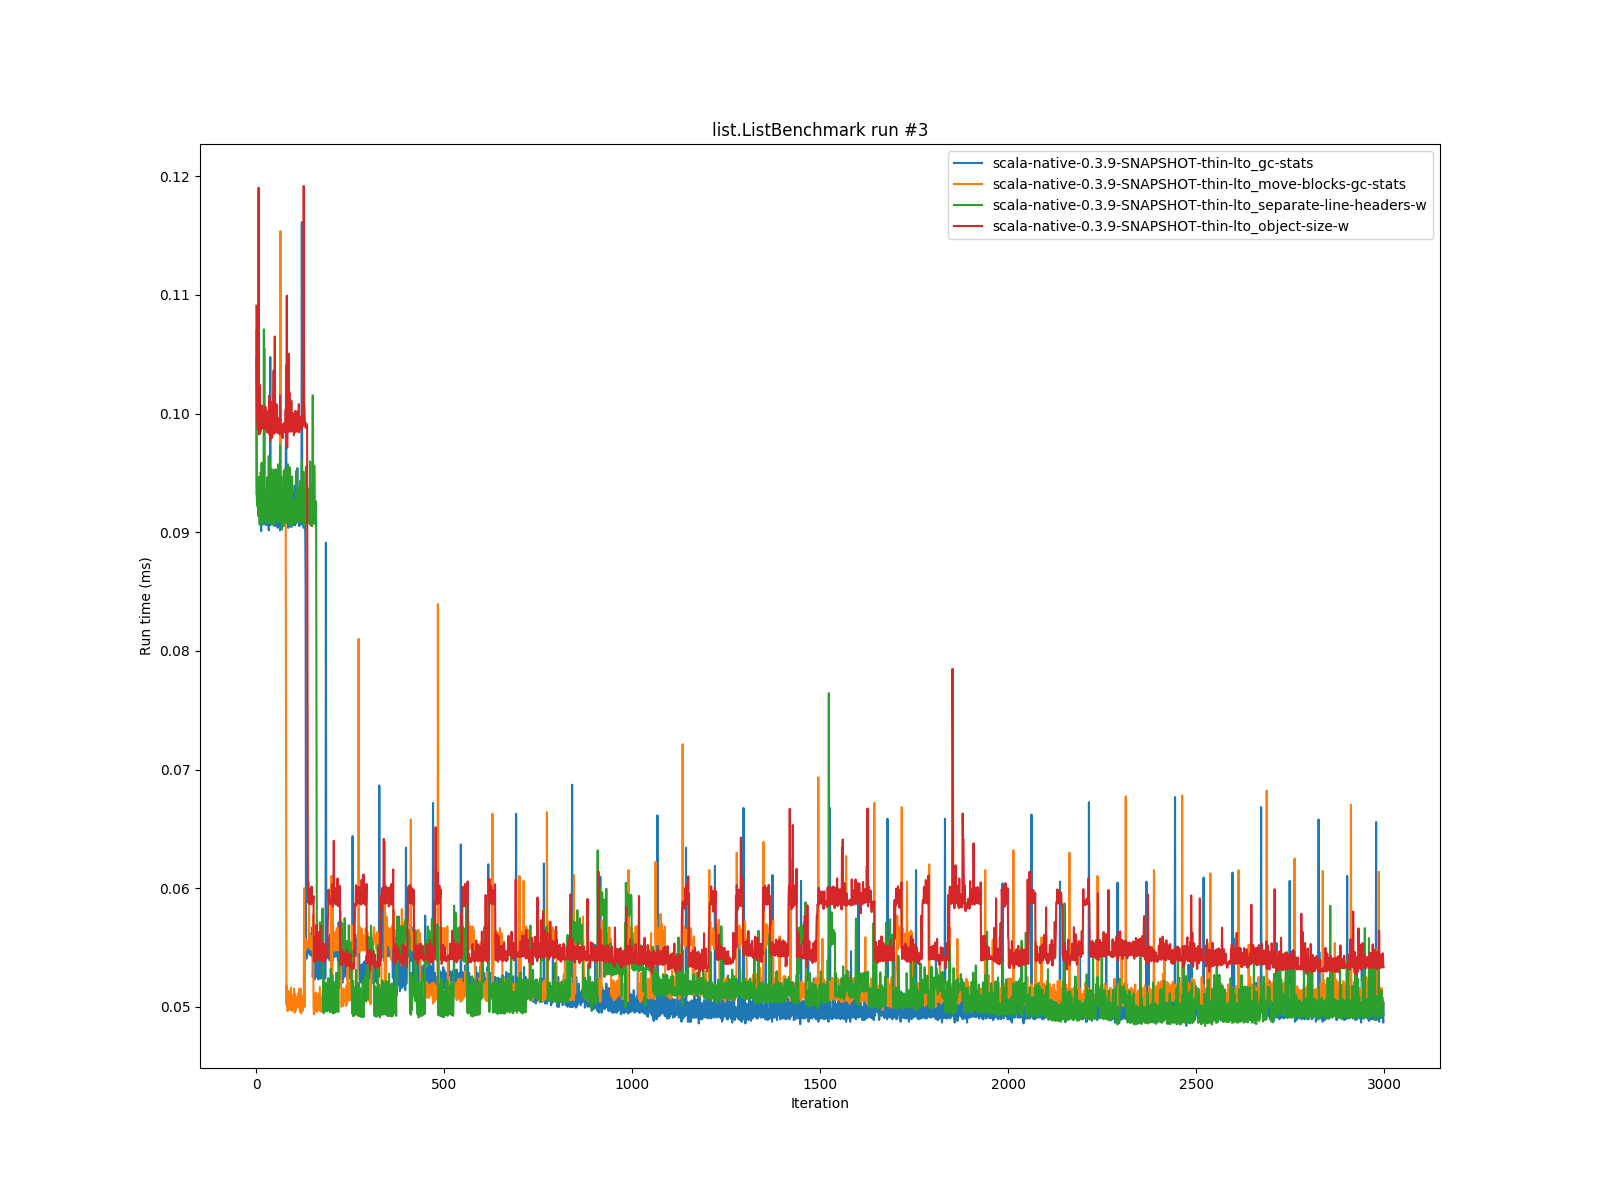 list.ListBenchmark run #3
scala-native-0.3.9-SNAPSHOT-thin-lto_gc-stats
scala-native-0.3.9-SNAPSHOT-thin-lto_move-blocks-gc-stats
scala-native-0.3.9-SNAPSHOT-thin-lto_separate-line-headers-w
scala-native-0.3.9-SNAPSHOT-thin-lto_object-size-w
0.12
0.11
0.10
0.09
0.08
0.07
0.06
0.05
Run time (ms)
0
500
1000
1500
2000
2500
3000
Iteration